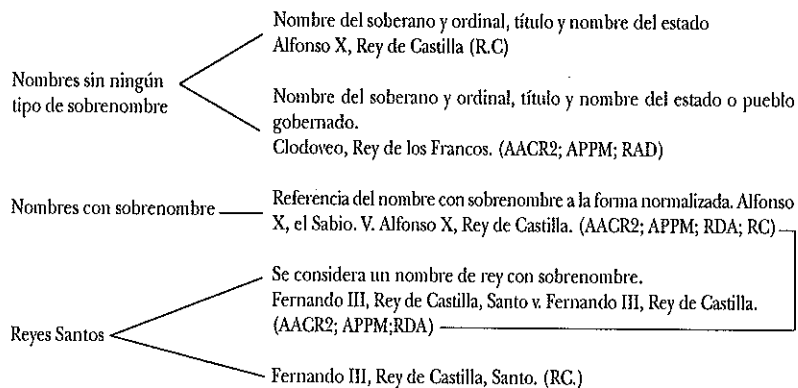 Nombre del soberano y ordinal, título y nombre del estado
Alfonso X, Rey de Castilla (R.C)
Nombres sin ningún
tipo de sobrenombre
Nombre del soberano y ordinal, título y nombre del estado o pueblo
gobernado.
Clodoveo, Rey de los Francos. (AACR2; APPM; RAD)
Nombres con sobrenombre
Referencia del nombre con sobrenombre a la forma normalizada. Alfonso
X, el Sabio. V. Alfonso X, Rey de Castilla. (AACR2; APPM; RDA; RC)
Reyes Santos
Se considera un nombre de rey con sobrenombre.
Fernando III, Rey de Castilla, Santo v. Fernando III, Rey de Castilla.
(AACR2; APPM;RDA)
Fernando III, Rey de Castilla, Santo. (RC.)